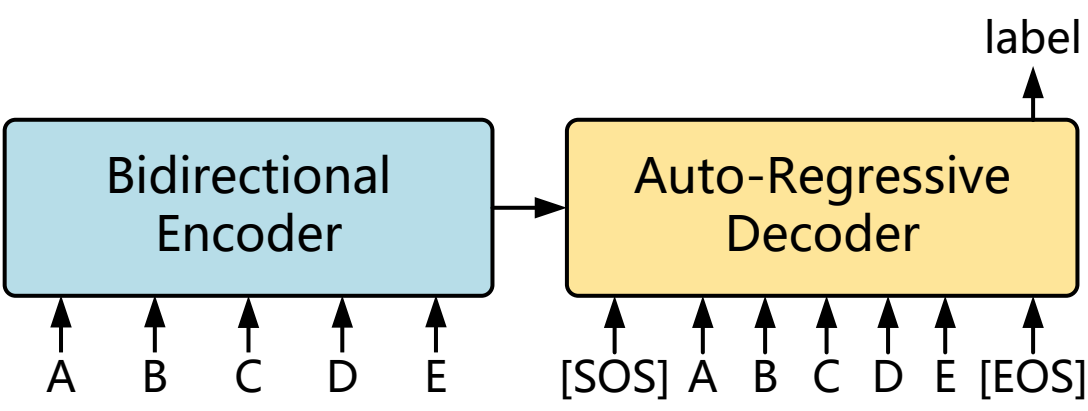 label
Bidirectional
Encoder
Auto-Regressive
Decoder
A B C D E
[SOS] A B C D E [EOS]